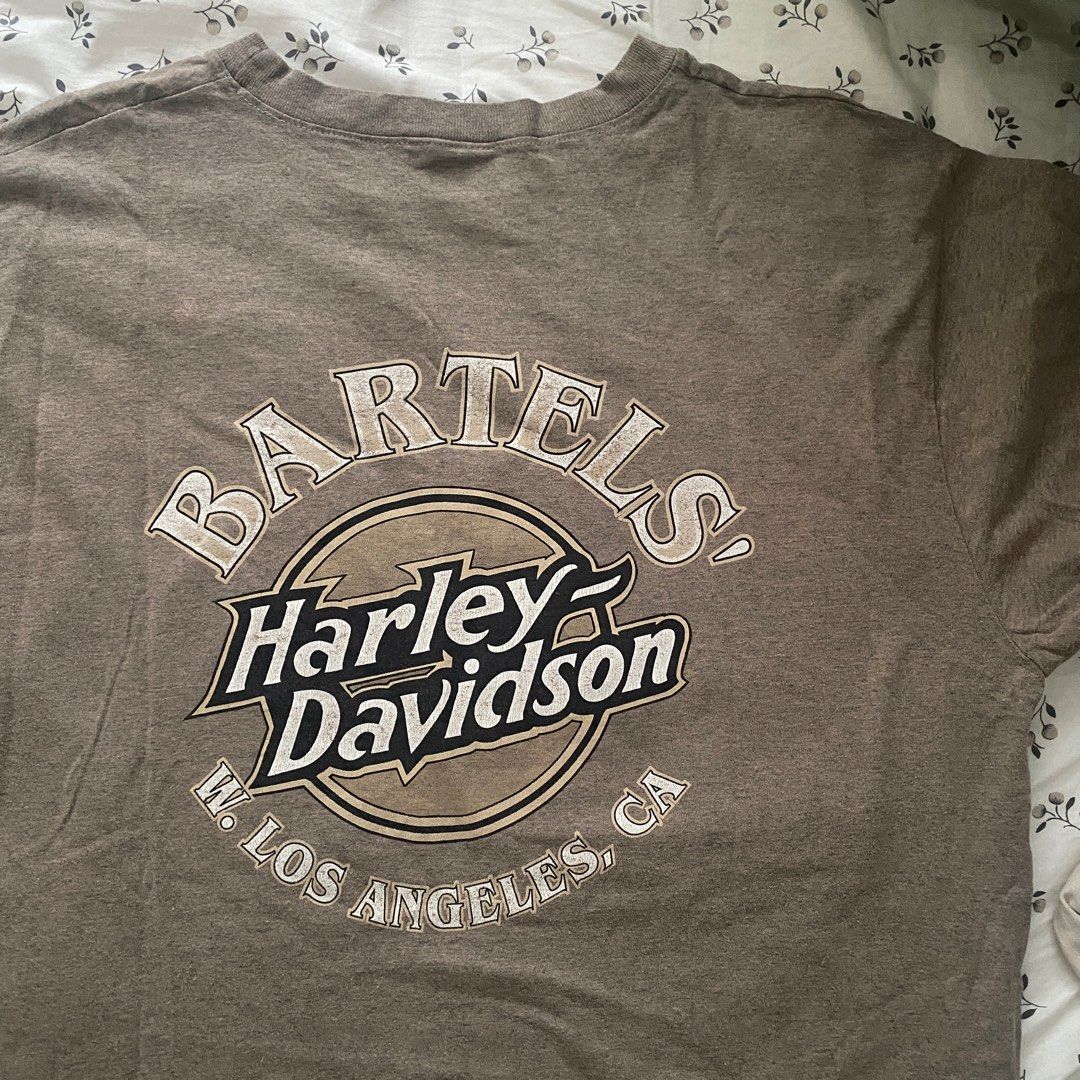 BARTELS'
Harley-
Davidson
W. LOS ANGELES, CA